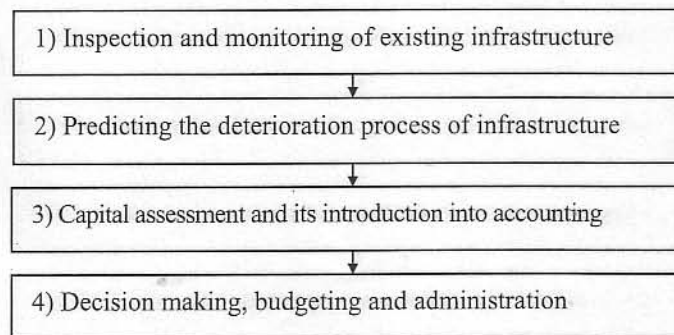 1) Inspection and monitoring of existing infrastructure
2) Predicting the deterioration process of infrastructure
3) Capital assessment and its introduction into accounting
4) Decision making, budgeting and administration